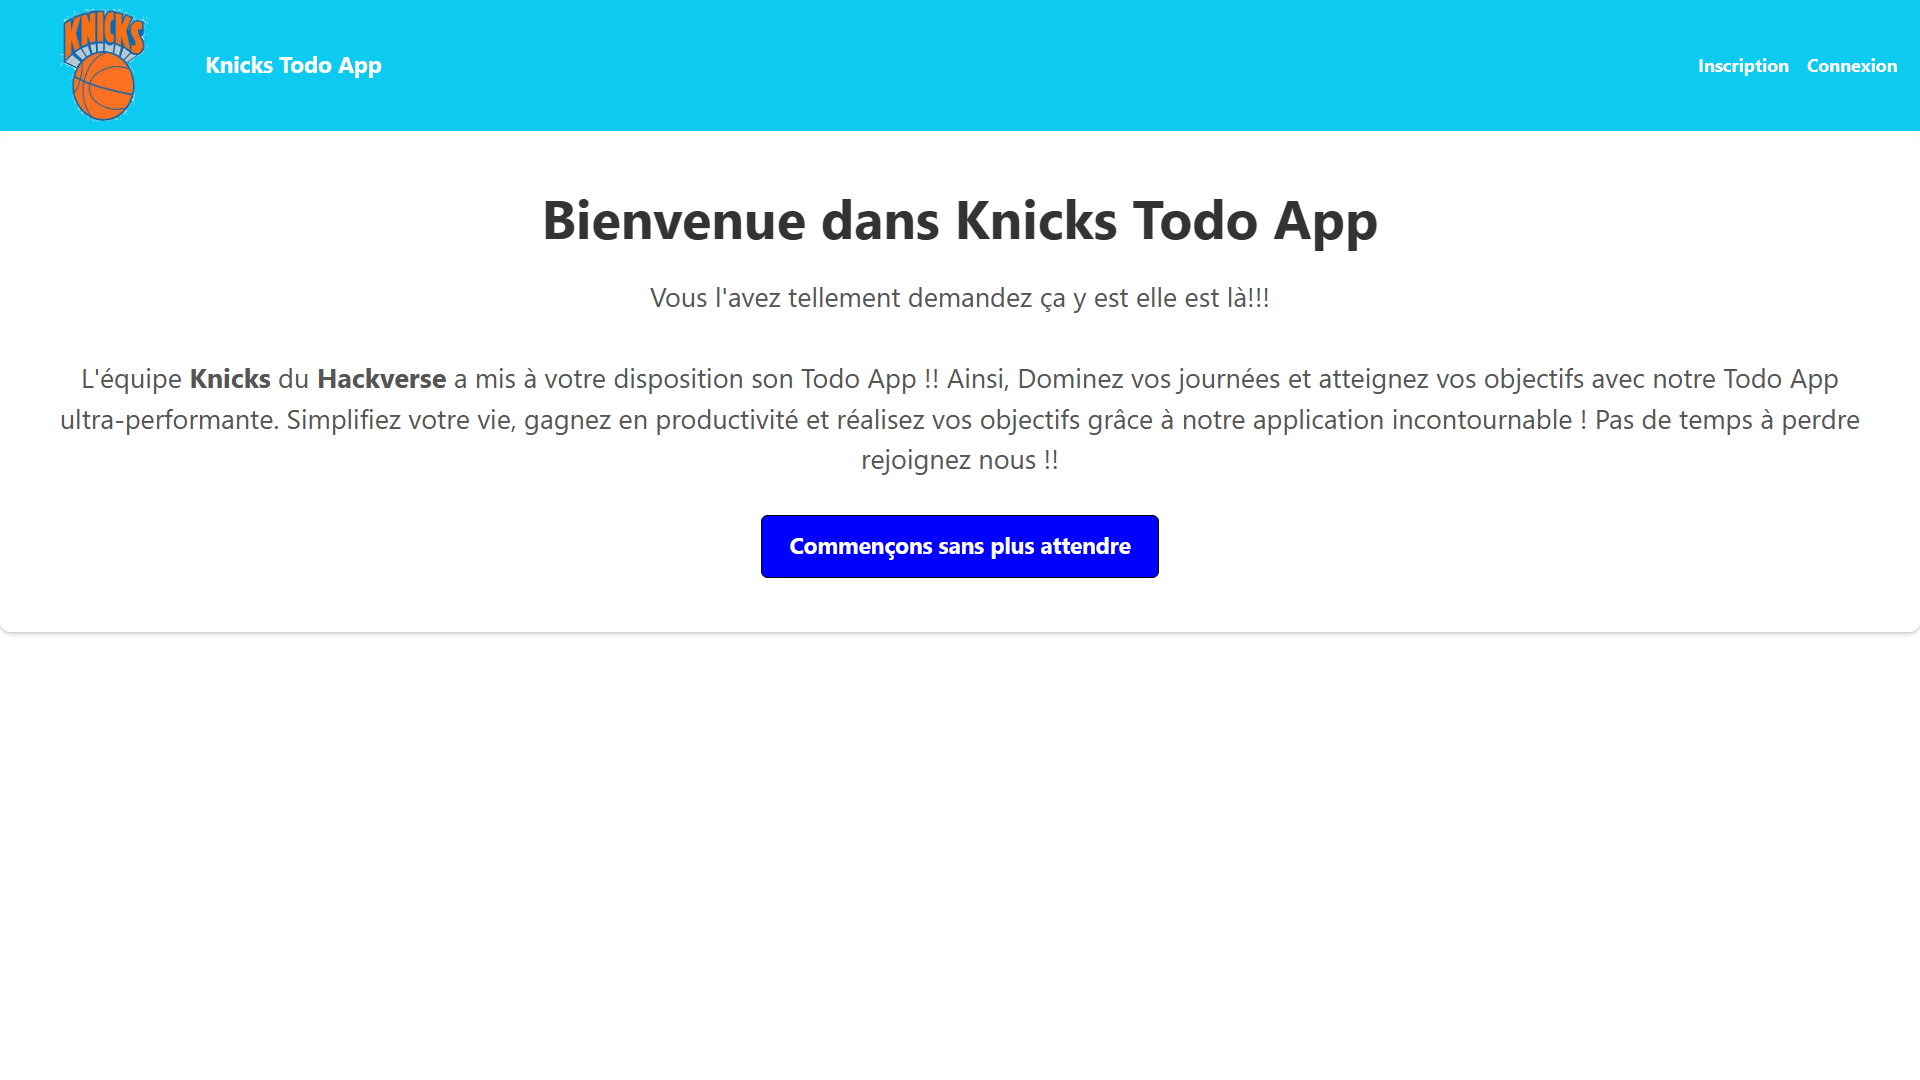 KNICKS
Knicks Todo App
Inscription Connexion
Bienvenue dans Knicks Todo App
Vous l'avez tellement demandez ça y est elle est là!!!
L'équipe Knicks du Hackverse a mis à votre disposition son Todo App !! Ainsi, Dominez vos journées et atteignez vos objectifs avec notre Todo App
ultra-performante. Simplifiez votre vie, gagnez en productivité et réalisez vos objectifs grâce à notre application incontournable ! Pas de temps à perdre
rejoignez nous !!
Commençons sans plus attendre